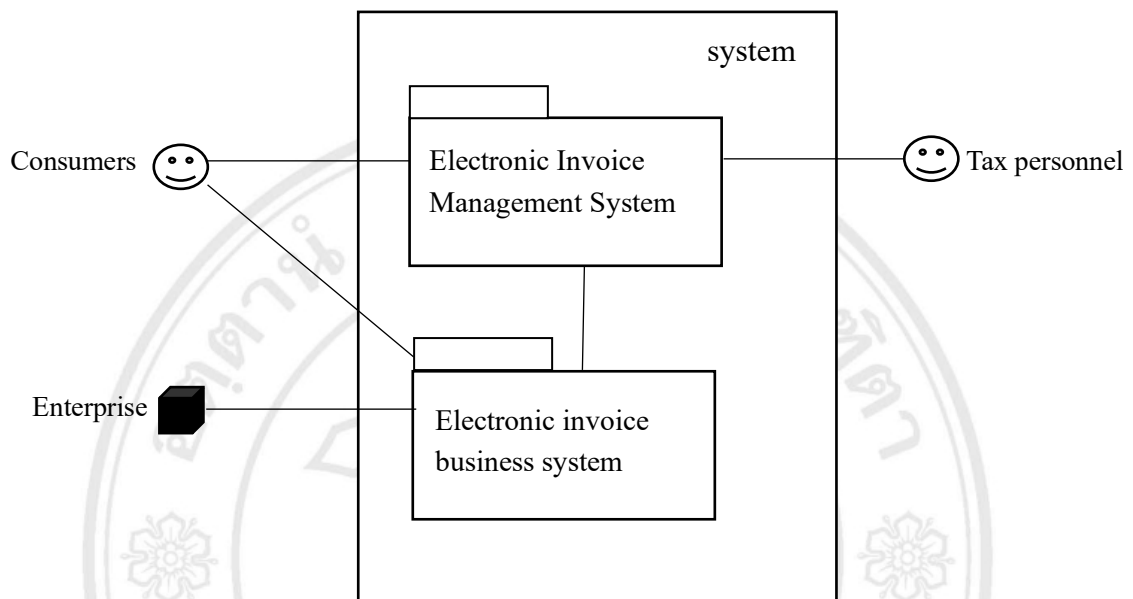 system
Consumers
Electronic Invoice
Management System
Tax personnel
Enterprise
Electronic invoice
business system